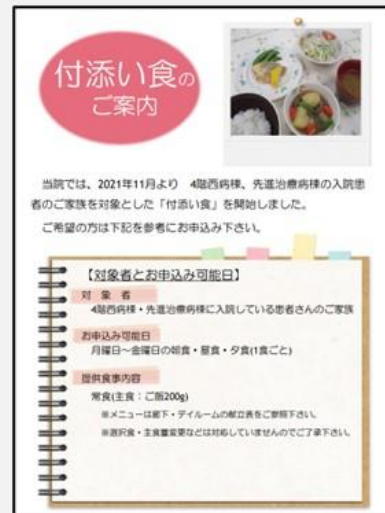 付添い食の
ご案内
当院では、2021年11月より 4階西病棟、先進治療病棟の入院患
者のご家族を対象とした「付添い食」を開始しました。
ご希望の方は下記を参考にお申込み下さい。
【対象者とお申込み可能日】
対 象 者
4階西病棟・先進治療病棟に入院している患者さんのご家族
お申込み可能日
月曜日～金曜日の朝食・昼食・夕食(1食ごと)
提供食事内容
常食(主食：ご飯200g)
※メニューは廊下・デイルームの献立表をご参照下さい。
※選択食・主食量変更などは対応していませんのでご了承下さい。